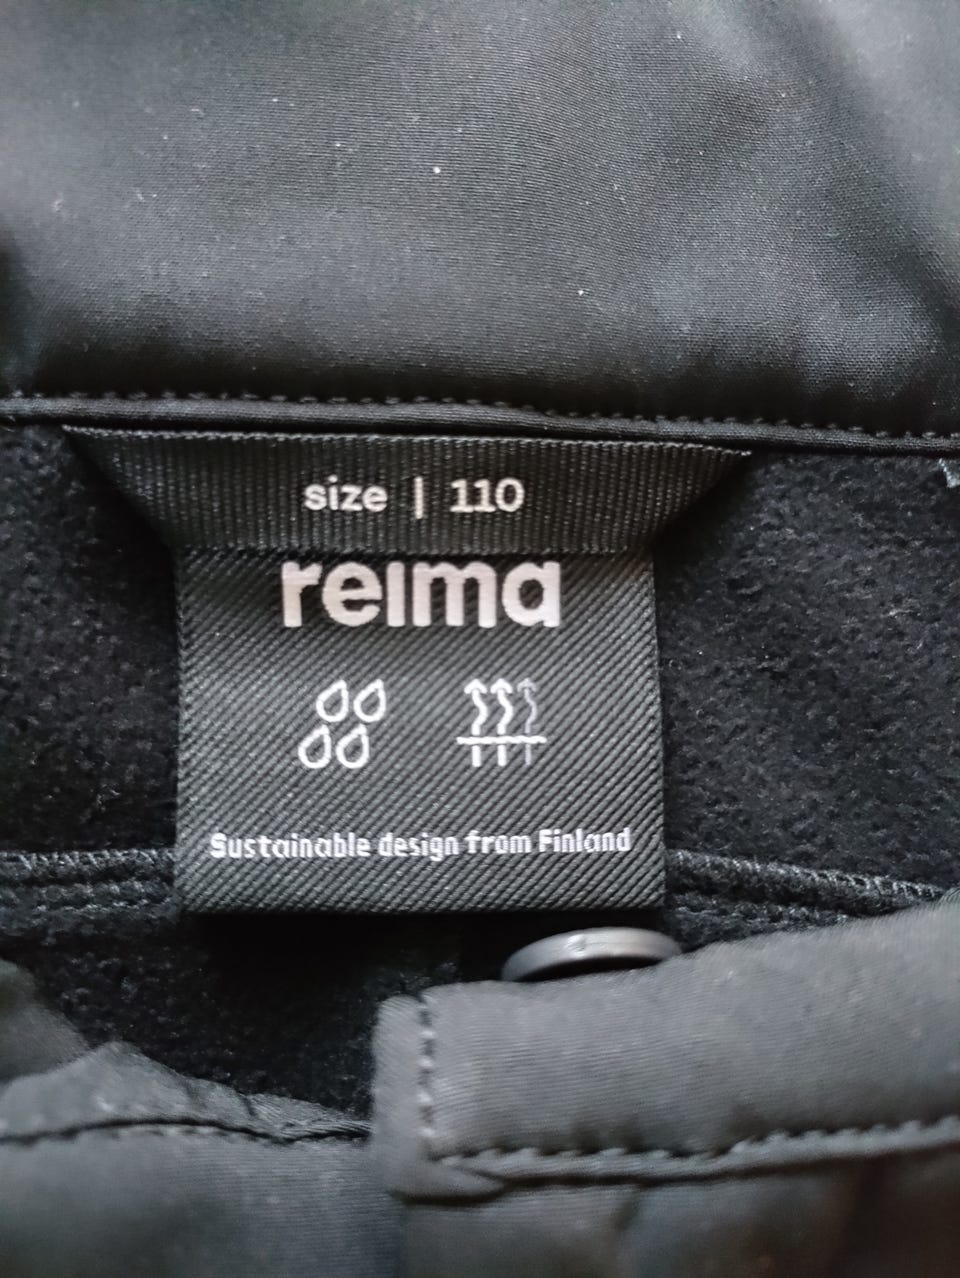 size | 110
reima
Sustainable design from Finland